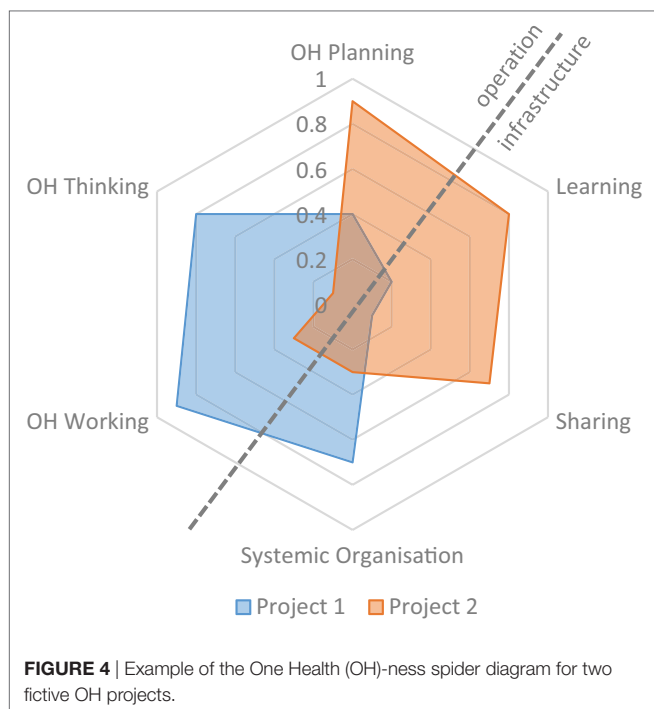 OH Planning
operation
infrastructure
1
0.8
0.6
0.4
0.2
0
OH Thinking
Learning
OH Working
Sharing
Systemic Organisation
Project 1 Project 2
FIGURE 4 | Example of the One Health (OH)-ness spider diagram for two
fictive OH projects.